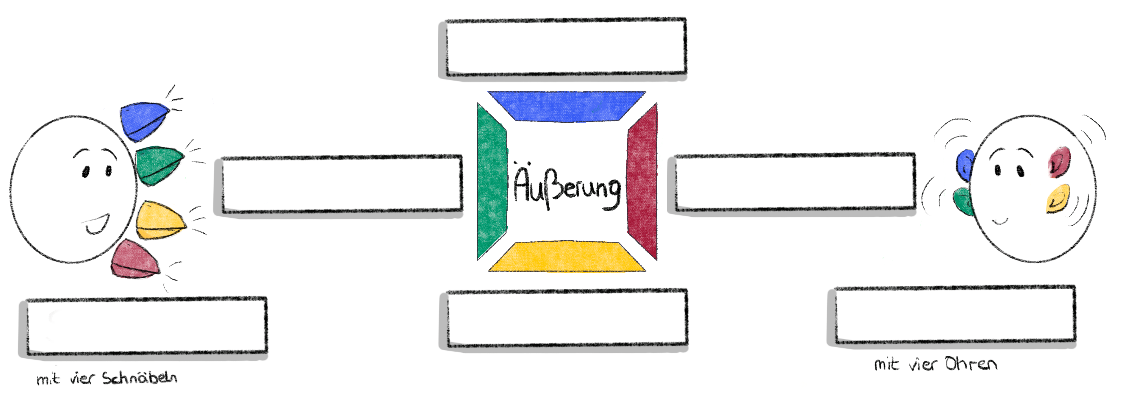 Äußerung
mit vier Schnäbeln
mit vier Ohren